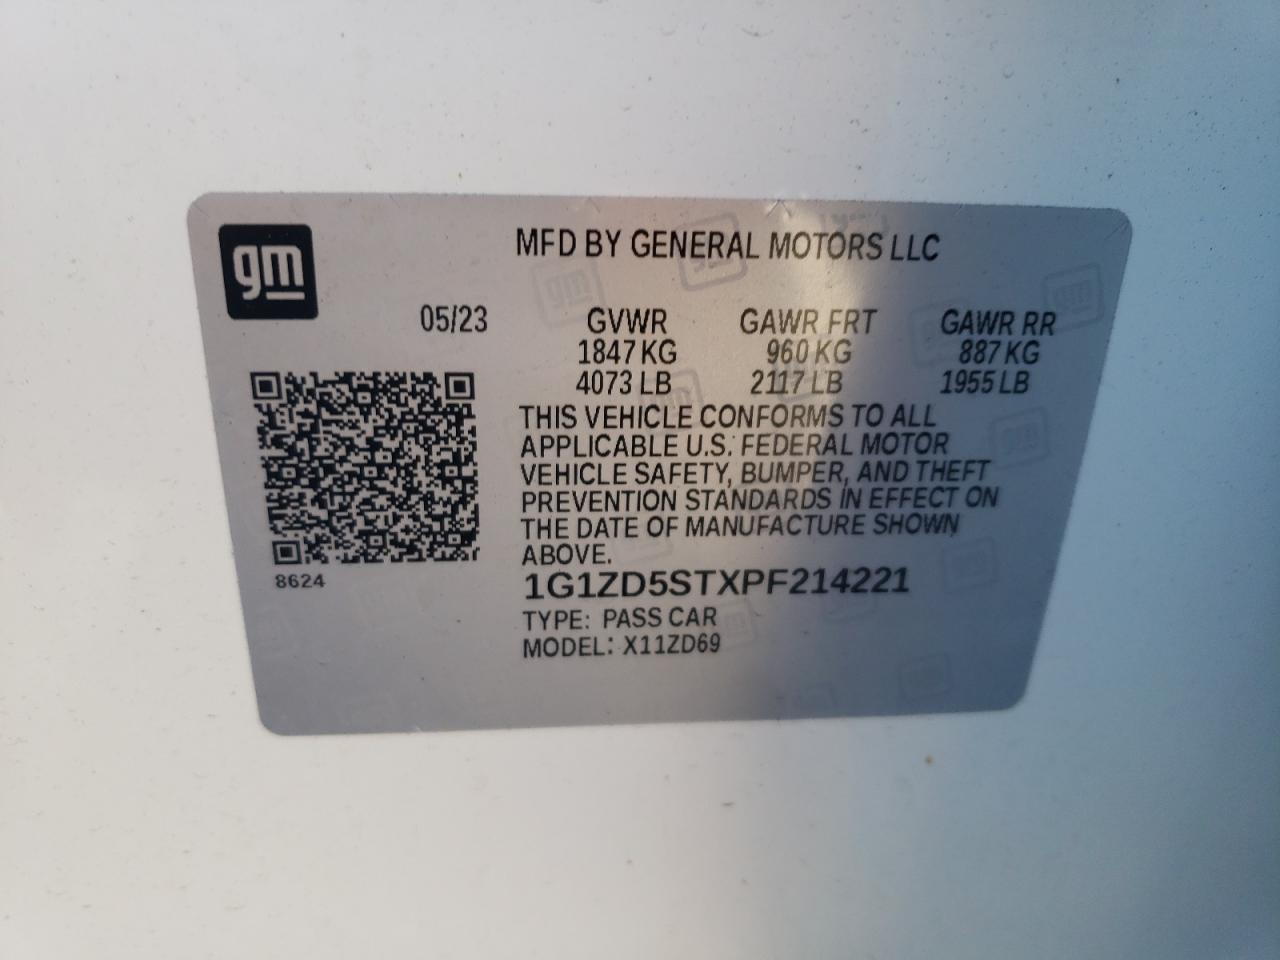 gm
MFD BY GENERAL MOTORS LLC
05/23 GVWR GAWR FRT GAWR RR
1847 KG 960 KG 887 KG
4073 LB 2117 LB 1955 LB
THIS VEHICLE CONFORMS TO ALL
APPLICABLE U.S. FEDERAL MOTOR
VEHICLE SAFETY, BUMPER, AND THEFT
PREVENTION STANDARDS IN EFFECT ON
THE DATE OF MANUFACTURE SHOWN
ABOVE.
8624
1G1ZD5STXPF214221
TYPE: PASS CAR
MODEL: X11ZD69